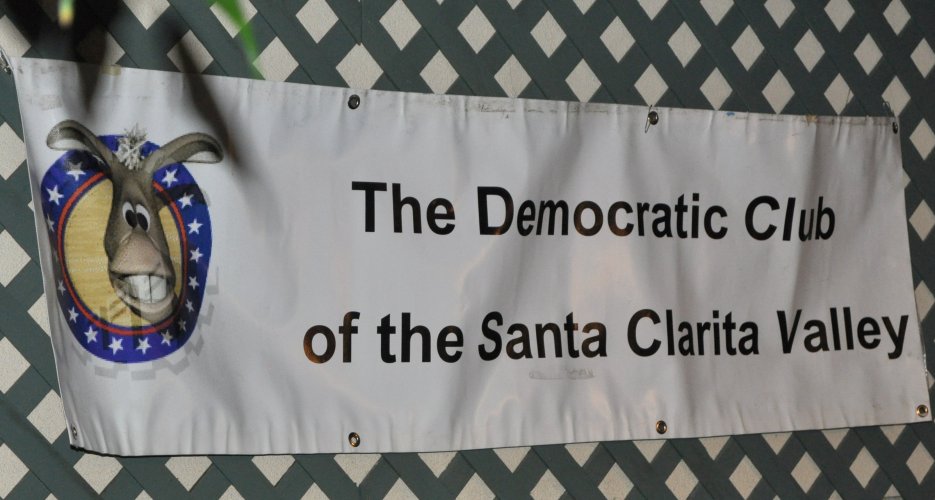 The Democratic Club
of the Santa Clarita Valley